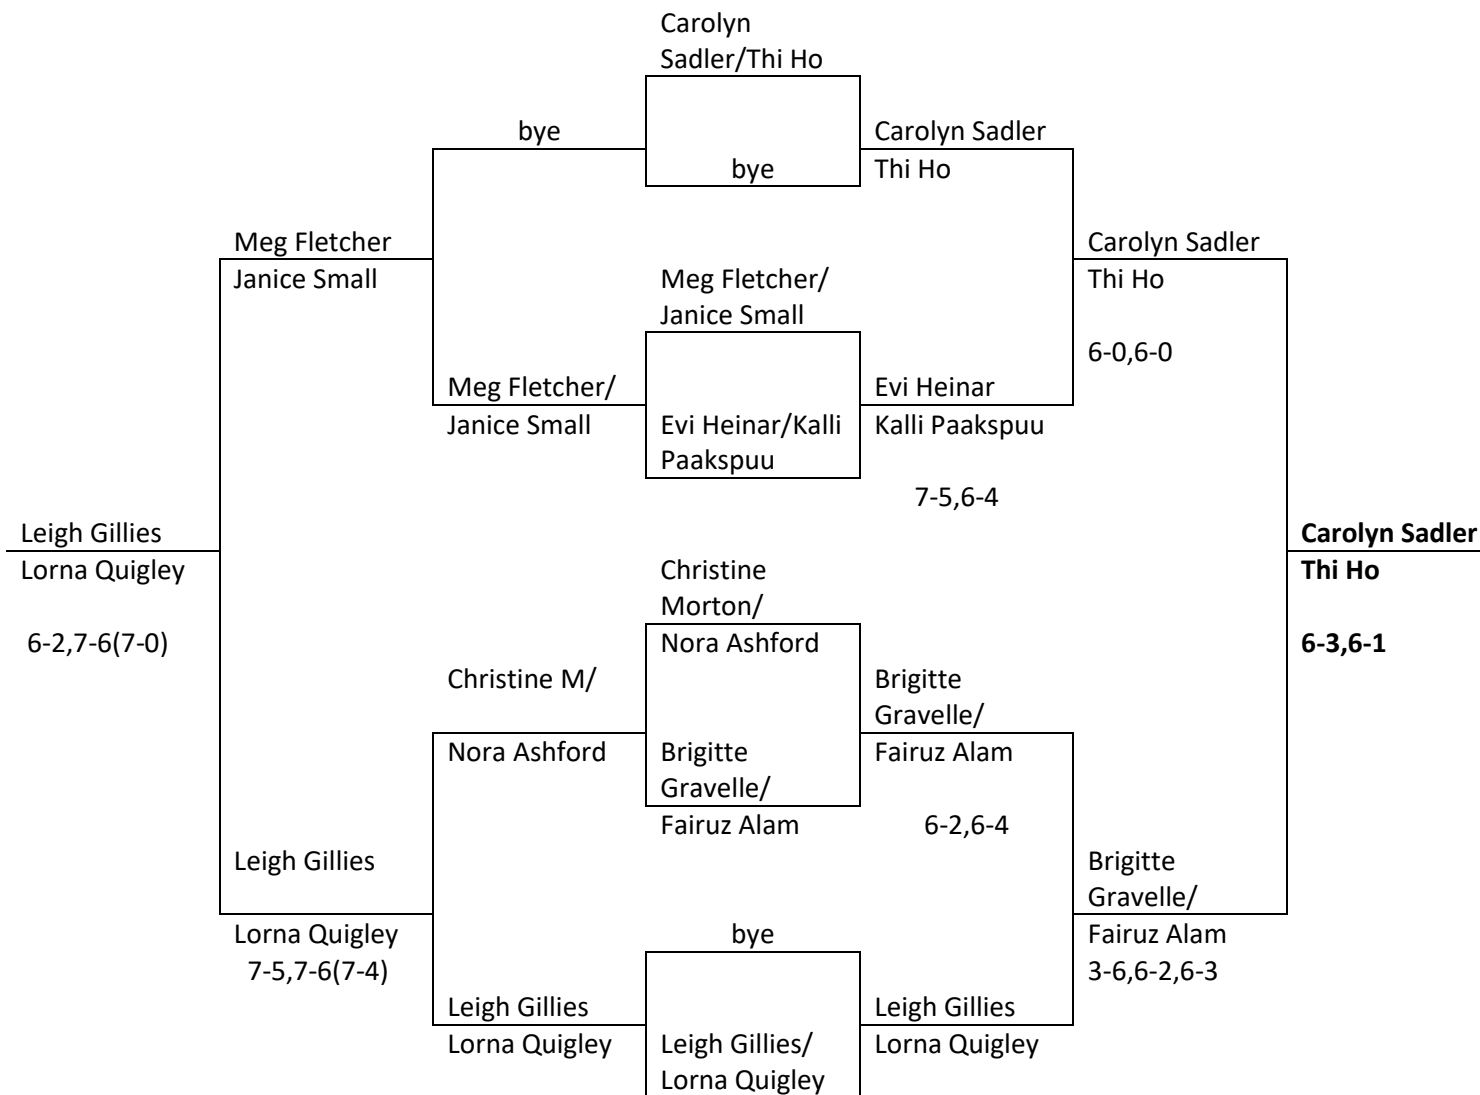 Carolyn
Sadler/Thi Ho
bye
Carolyn Sadler
bye
Thi Ho
Meg Fletcher
Carolyn Sadler
Janice Small
Meg Fletcher/
Thi Ho
Janice Small
6-0,6-0
Meg Fletcher/
Evi Heinar
Janice Small
Evi Heinar/Kalli
Kalli Paakspuu
Paakspuu
7-5,6-4
Leigh Gillies
Carolyn Sadler
Lorna Quigley
Christine
Thi Ho
Morton/
6-2,7-6(7-0)
Nora Ashford
6-3,6-1
Christine M/
Brigitte
Gravelle/
Nora Ashford
Brigitte
Fairuz Alam
Gravelle/
Fairuz Alam
6-2,6-4
Leigh Gillies
Brigitte
Gravelle/
Lorna Quigley
bye
Fairuz Alam
7-5,7-6(7-4)
3-6,6-2,6-3
Leigh Gillies
Leigh Gillies
Lorna Quigley
Leigh Gillies/
Lorna Quigley
Lorna Quigley